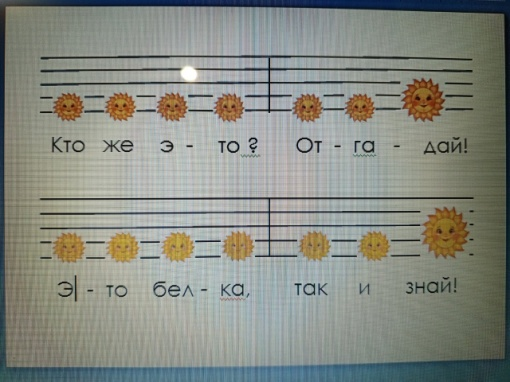 Кто же э - то ? От - га - дай!
Э - то бел - ка, так и знай!